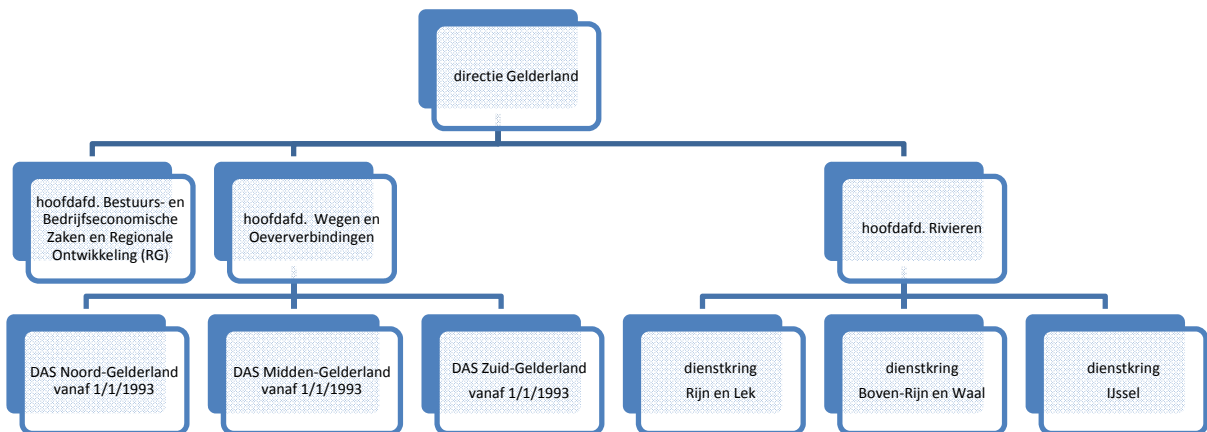 directie Gelderland
hoofdafd. Bestuurs- en
Bedrijfseconomische
Zaken en Regionale
Ontwikkeling (RG)
hoofdafd. Wegen en
Oeververbindingen
hoofdafd. Rivieren
DAS Noord-Gelderland
vanaf 1/1/1993
DAS Midden-Gelderland
vanaf 1/1/1993
DAS Zuid-Gelderland
vanaf 1/1/1993
dienstkring
Rijn en Lek
dienstkring
Boven-Rijn en Waal
dienstkring
IJssel